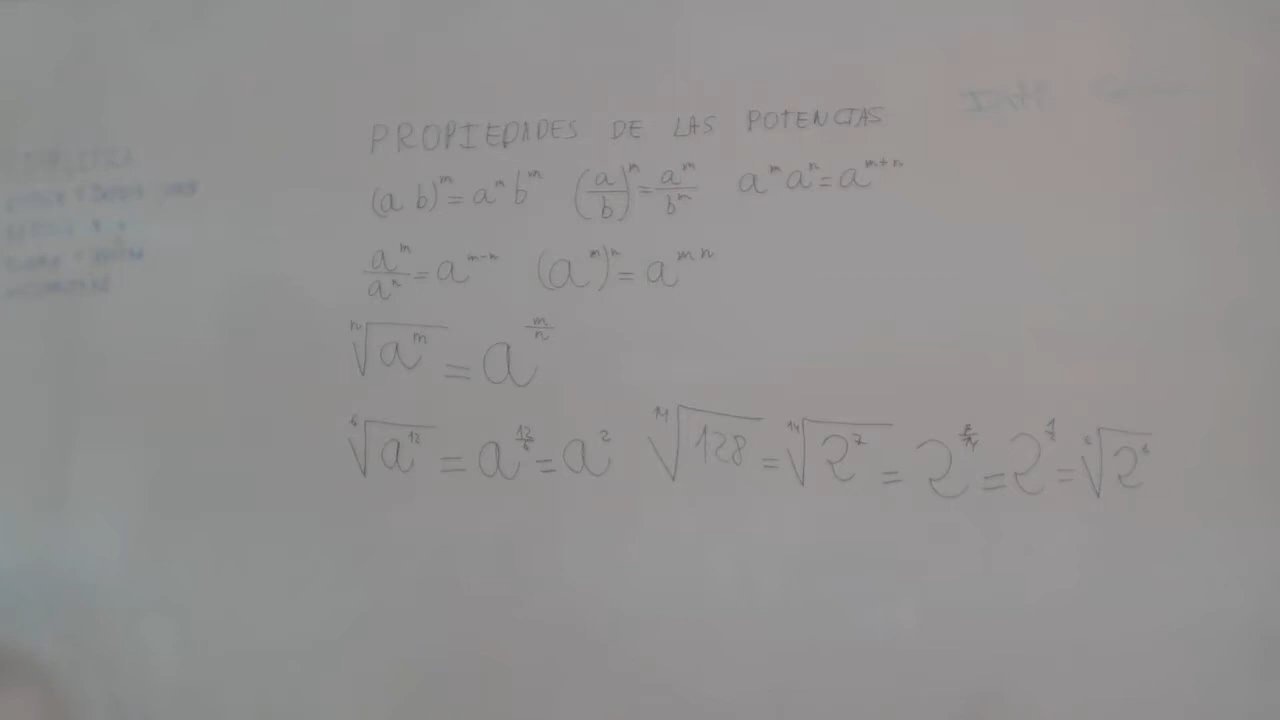 PROPIEDADES DE LAS POTENCIAS
(a b)^m = a^m b^m (a/b)^m = a^m/b^m a^m a^n = a^{m+n}
a^m/a^n = a^{m-n} (a^m)^n = a^{m n}
ⁿ√(a^m) = a^{m/n}
⁶√(a^{12}) = a^{12/6} = a^2 ¹⁴√128 = ¹⁴√(2^7) = 2^{7/14} = 2^{1/2} = ²√(2^1)